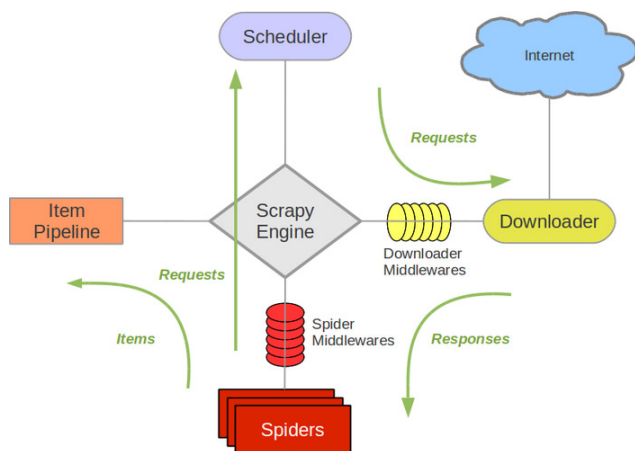 Scheduler
Internet
Requests
Item
Pipeline
Scrapy
Engine
Downloader
Downloader
Middlewares
Requests
Items
Spider
Middlewares
Responses
Spiders